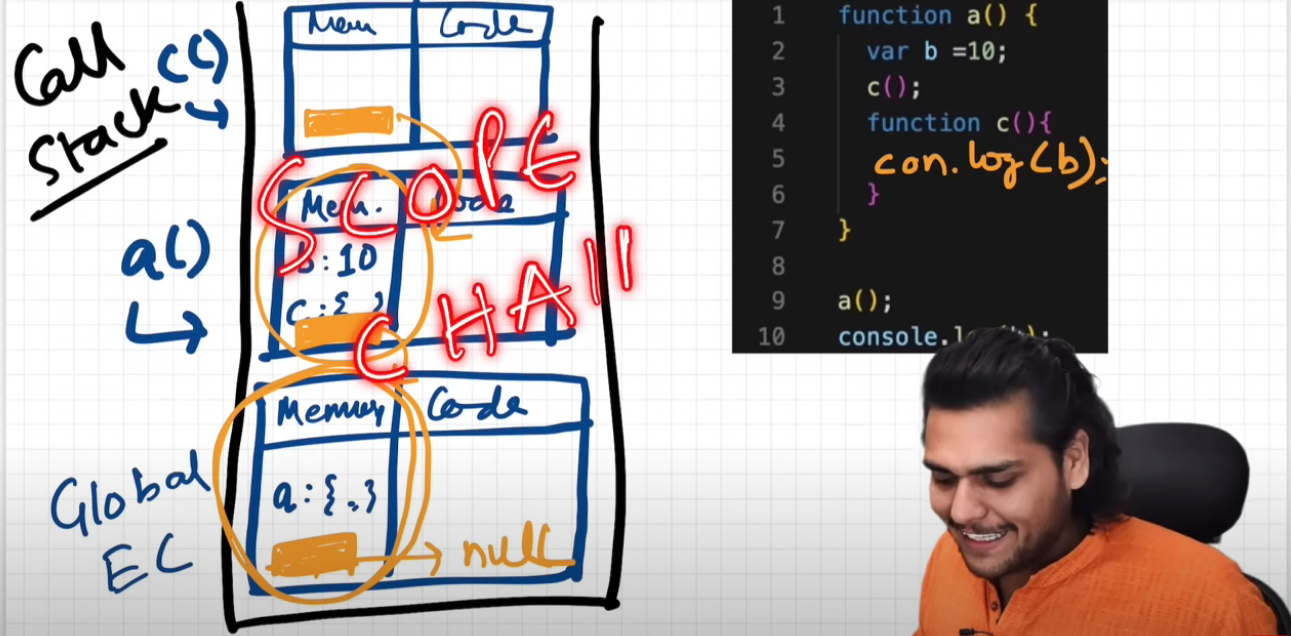 Call
Stack
c()
Mem
Code
SCOPE
CHAII
a()
Mem.
Code
b:10
c:{ }
Global
EC
Memory
Code
a:{.}
null
1 function a() {
2 var b =10;
3 c();
4 function c(){
5 con.log(b);
6 }
7 }
8
9 a();
10 console.l